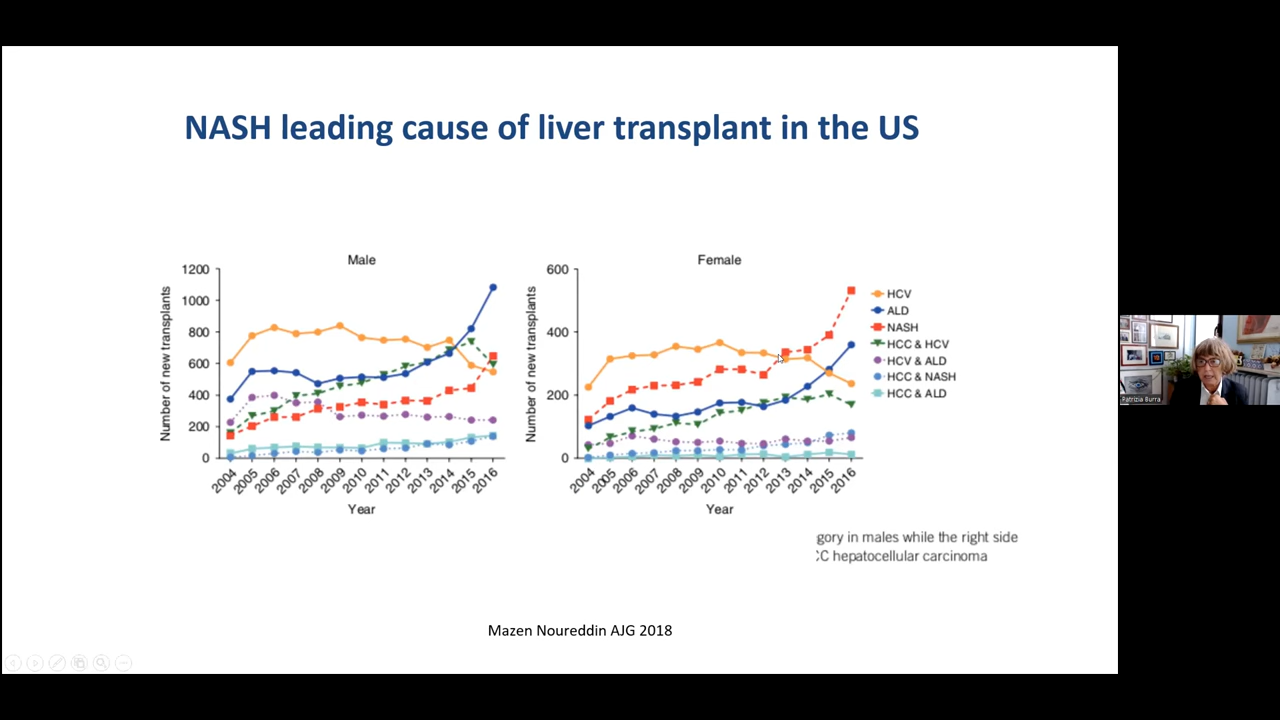 NASH leading cause of liver transplant in the US
Male
Number of new transplants
1200
1000
800
600
400
200
0
2004
2005
2006
2007
2008
2009
2010
2011
2012
2013
2014
2015
2016
Year
Female
Number of new transplants
600
400
200
0
2004
2005
2006
2007
2008
2009
2010
2011
2012
2013
2014
2015
2016
Year
HCV
ALD
NASH
HCC & HCV
HCV & ALD
HCC & NASH
HCC & ALD
gory in males while the right side
CC hepatocellular carcinoma
Mazen Noureddin AJG 2018
Patrizia Burra